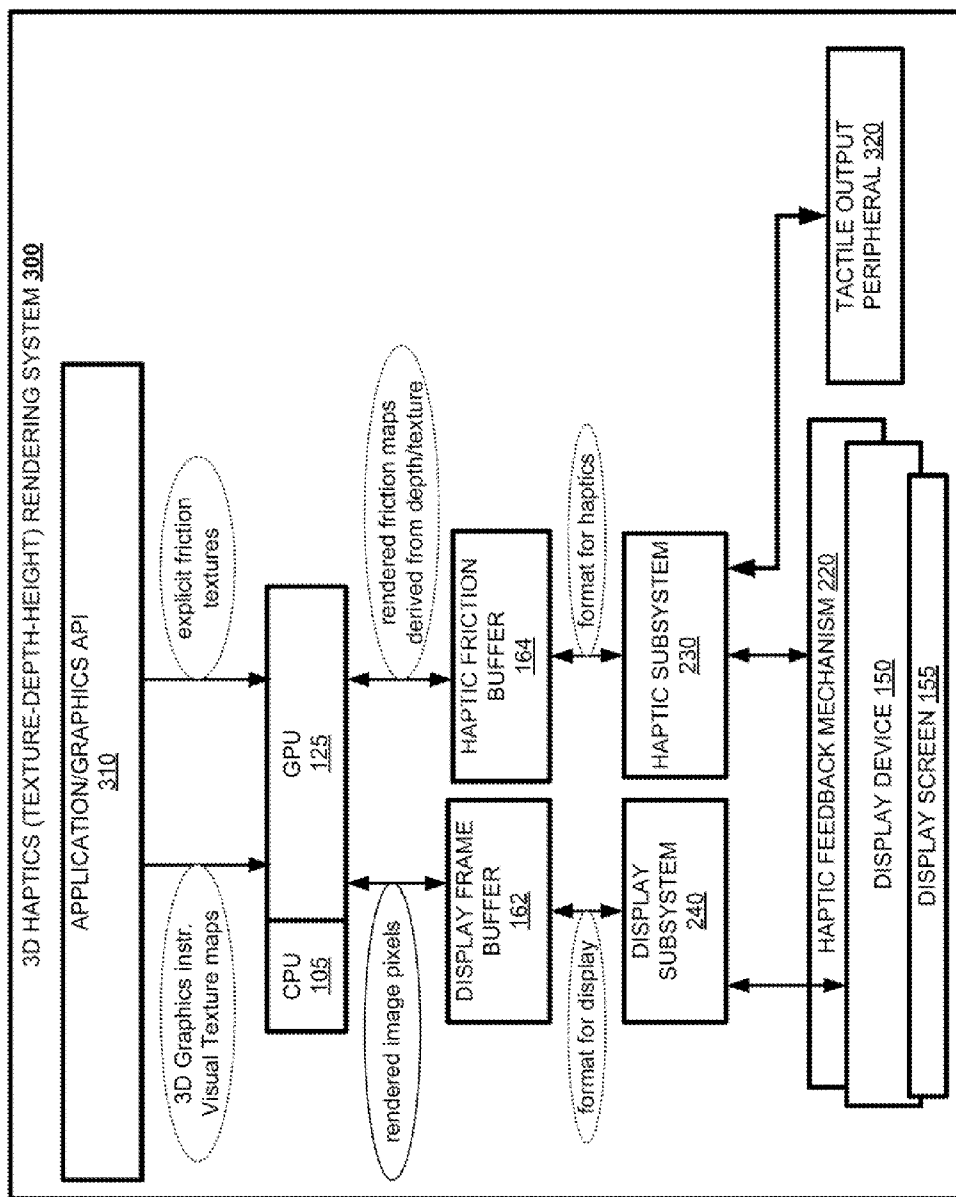 3D HAPTICS (TEXTURE-DEPTH-HEIGHT) RENDERING SYSTEM 300
APPLICATION/GRAPHICS API
310
3D Graphics instr.
Visual Texture maps
explicit friction
textures
CPU
105
GPU
125
rendered image pixels
rendered friction maps
derived from depth/texture
DISPLAY FRAME
BUFFER
162
HAPTIC FRICTION
BUFFER
164
format for display
format for haptics
DISPLAY
SUBSYSTEM
240
HAPTIC SUBSYSTEM
230
HAPTIC FEEDBACK MECHANISM 220
DISPLAY DEVICE 150
DISPLAY SCREEN 155
TACTILE OUTPUT
PERIPHERAL 320